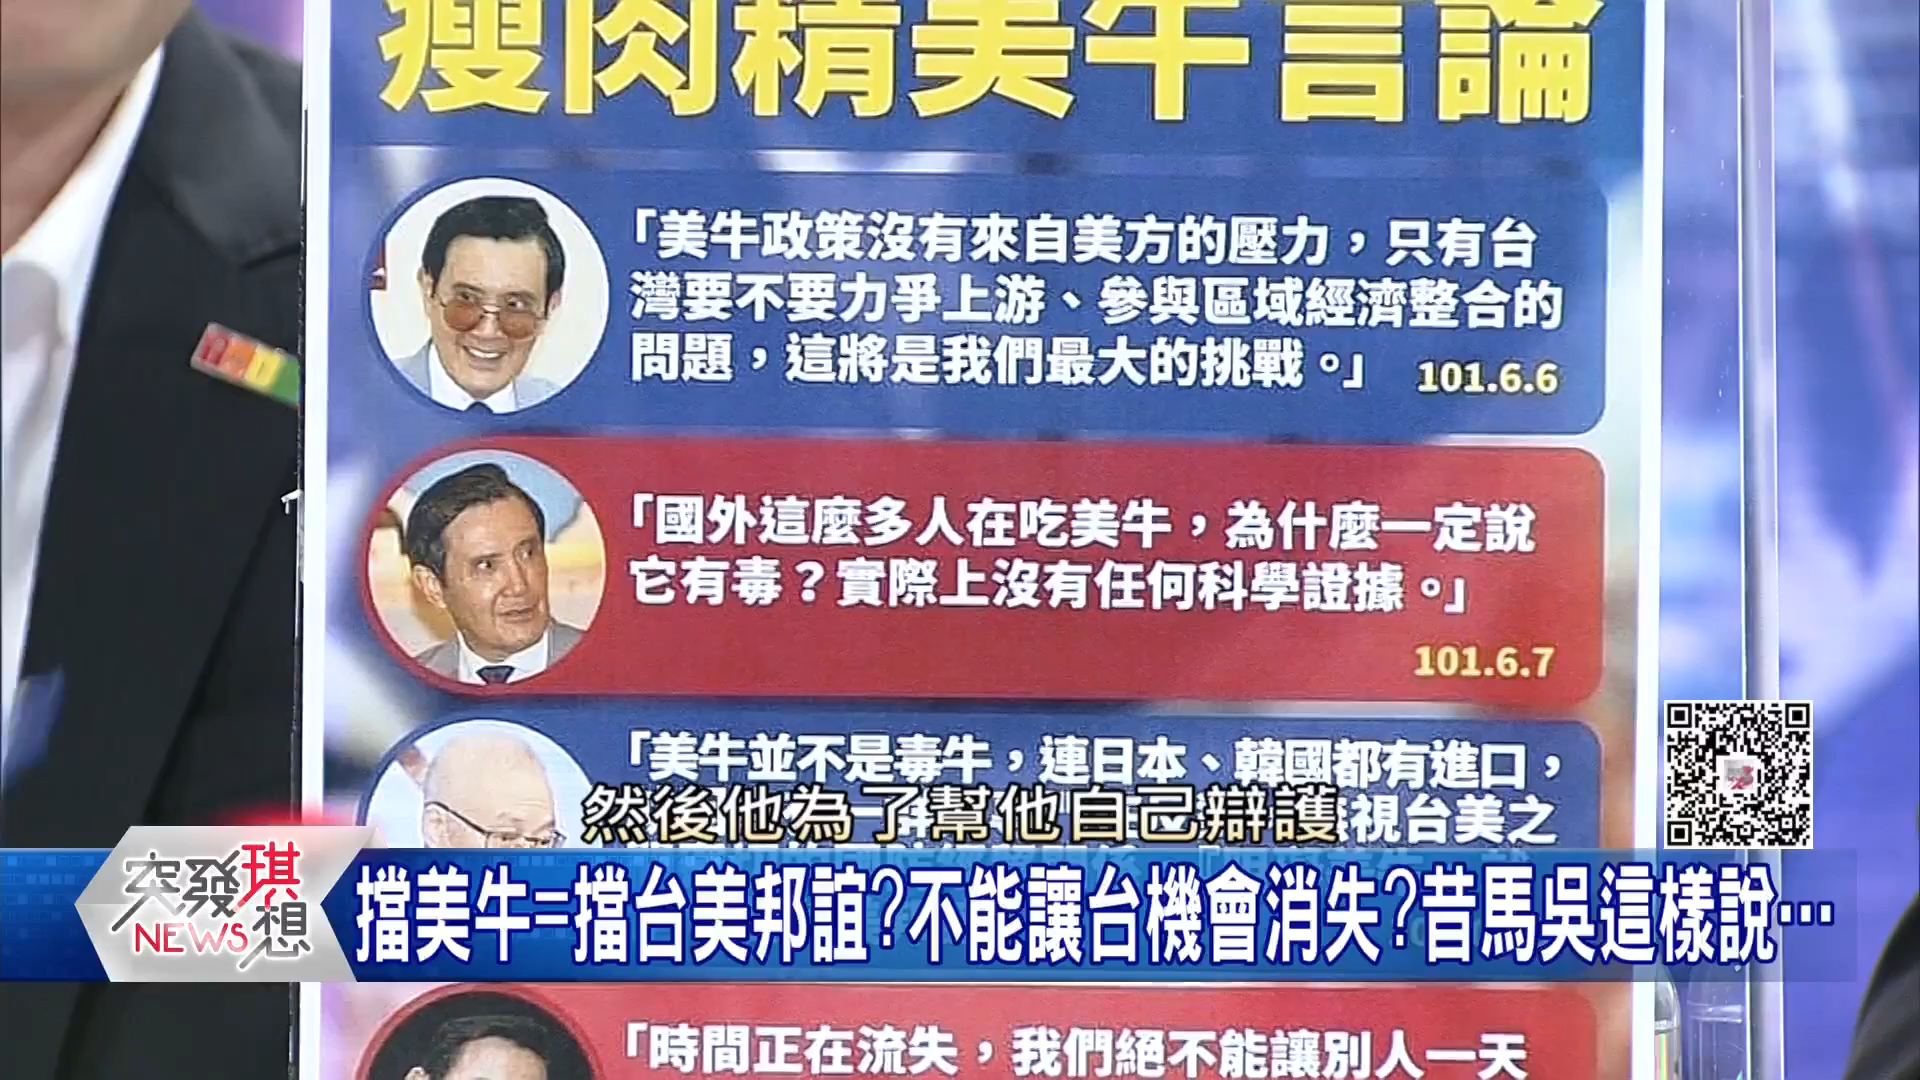 瘦肉精美牛言論
「美牛政策沒有來自美方的壓力，只有台
灣要不要力爭上游、參與區域經濟整合的
問題，這將是我們最大的挑戰。」
101.6.6
「國外這麼多人在吃美牛，為什麼一定說
它有毒？實際上沒有任何科學證據。」
101.6.7
「美牛並不是毒牛，連日本、韓國都有進口，
視台美之
然後他為了幫他自己辯護
突發琪想
NEWS
擋美牛=擋台美邦誼?不能讓台機會消失?昔馬吳這樣說…
「時間正在流失，我們絕不能讓別人一天